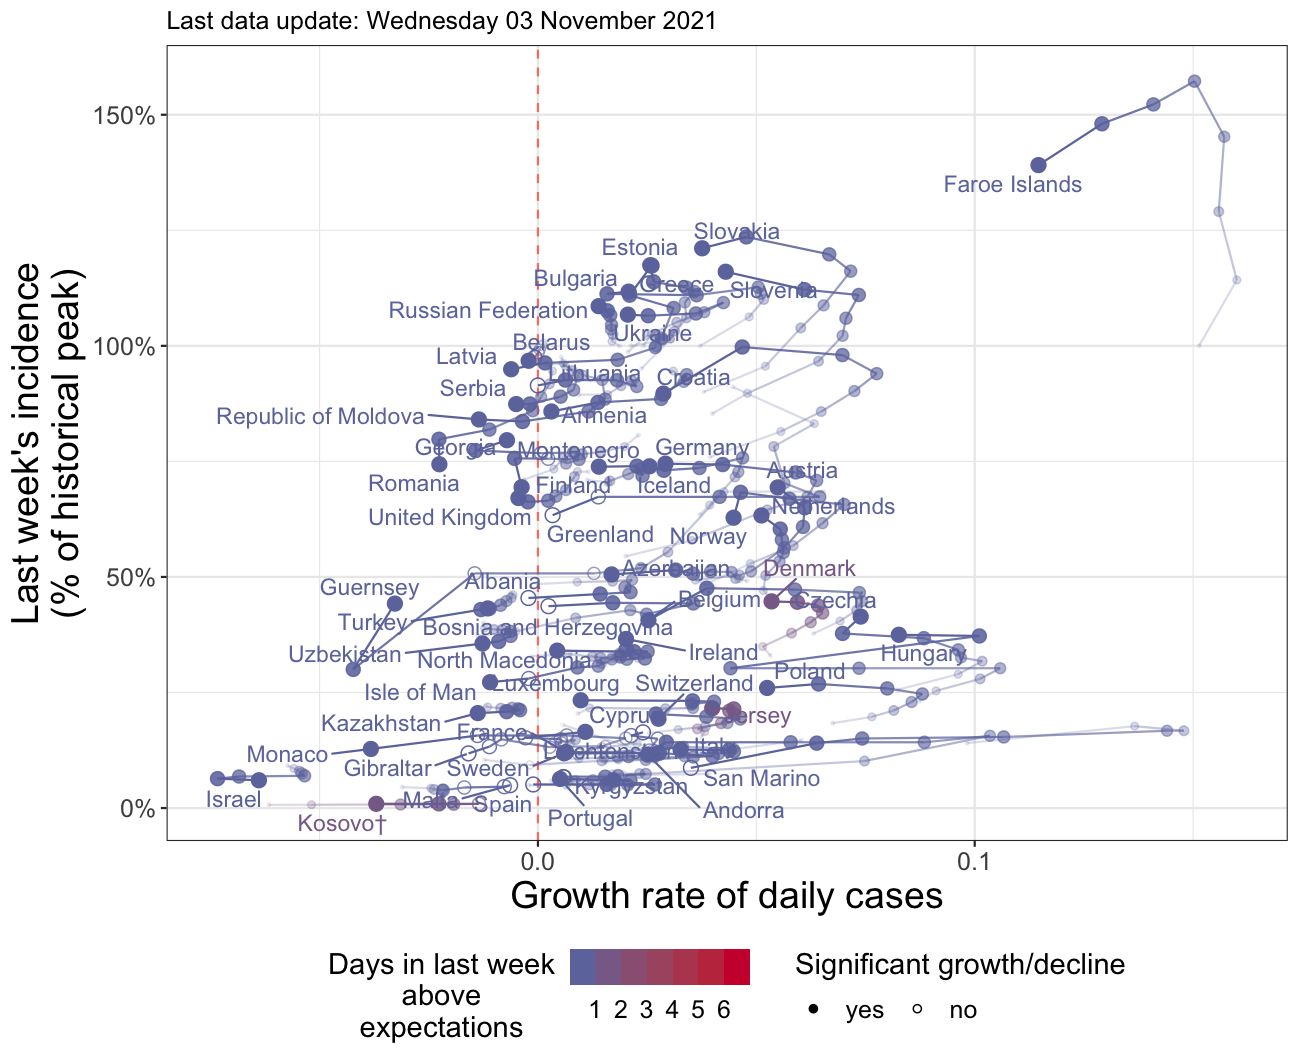 Last data update: Wednesday 03 November 2021
Last week's incidence
(% of historical peak)
150%
100%
50%
0%
Faroe Islands
Slovakia
Estonia
Bulgaria
Greece
Slovenia
Russian Federation
Ukraine
Belarus
Latvia
Lithuania
Croatia
Serbia
Republic of Moldova
Armenia
Georgia
Montenegro
Germany
Austria
Romania
Finland
Iceland
Netherlands
United Kingdom
Greenland
Norway
Azerbaijan
Denmark
Guernsey
Albania
Belgium
Czechia
Turkey
Bosnia and Herzegovina
Uzbekistan
North Macedonia
Ireland
Hungary
Poland
Isle of Man
Luxembourg
Switzerland
Kazakhstan
Cyprus
Jersey
France
Monaco
Liechtenstein
Italy
Gibraltar
Sweden
San Marino
Israel
Malta
Spain
Kyrgyzstan
Andorra
Portugal
Kosovo†
0.0
0.1
Growth rate of daily cases
Days in last week
above
expectations
1 2 3 4 5 6
Significant growth/decline
yes
no